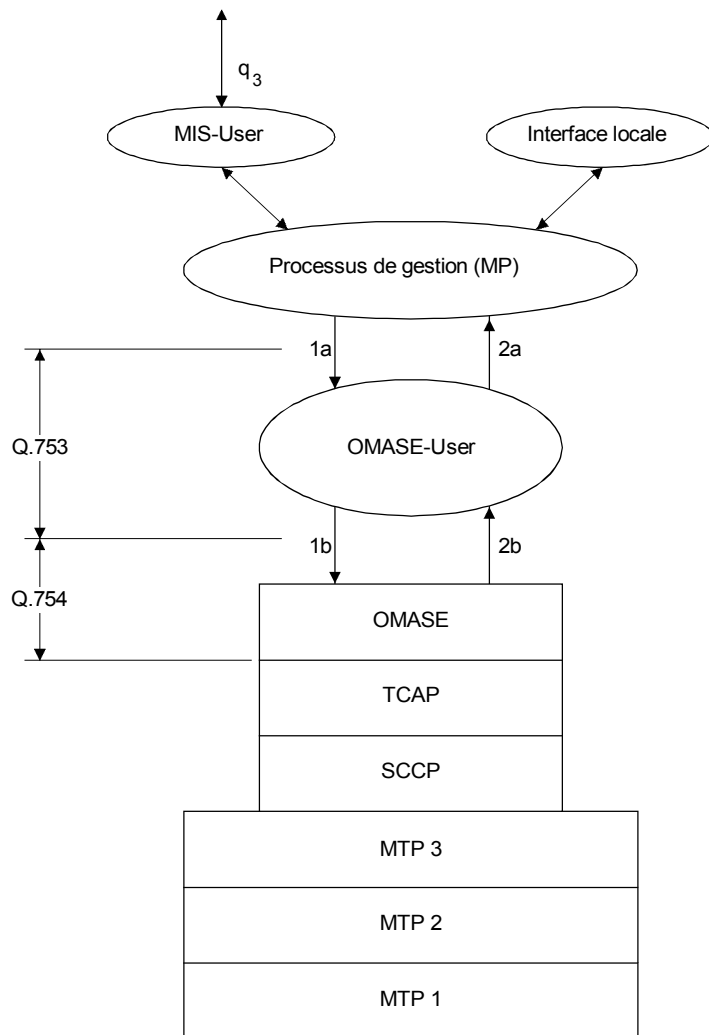 q3
MIS-User
Interface locale
Processus de gestion (MP)
1a
2a
Q.753
OMASE-User
1b
2b
Q.754
OMASE
TCAP
SCCP
MTP 3
MTP 2
MTP 1